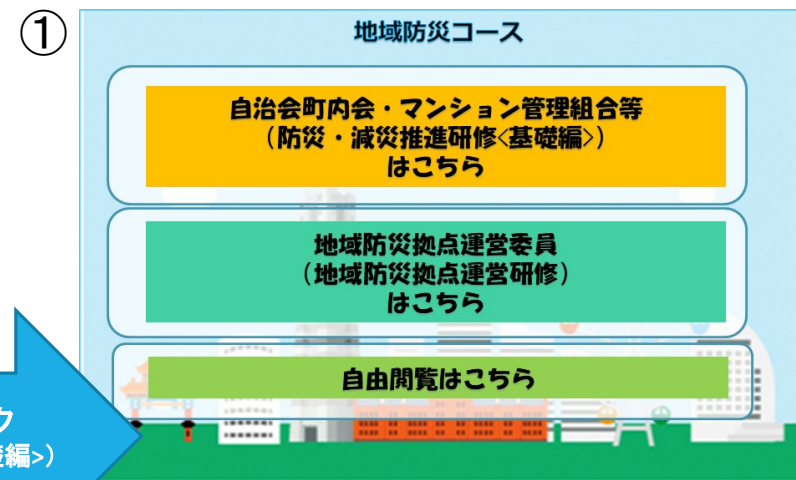 ①
地域防災コース
自治会町内会・マンション管理組合等
（防災・減災推進研修<基礎編>）
はこちら
地域防災拠点運営委員
（地域防災拠点運営研修）
はこちら
自由閲覧はこちら
ク
編>）